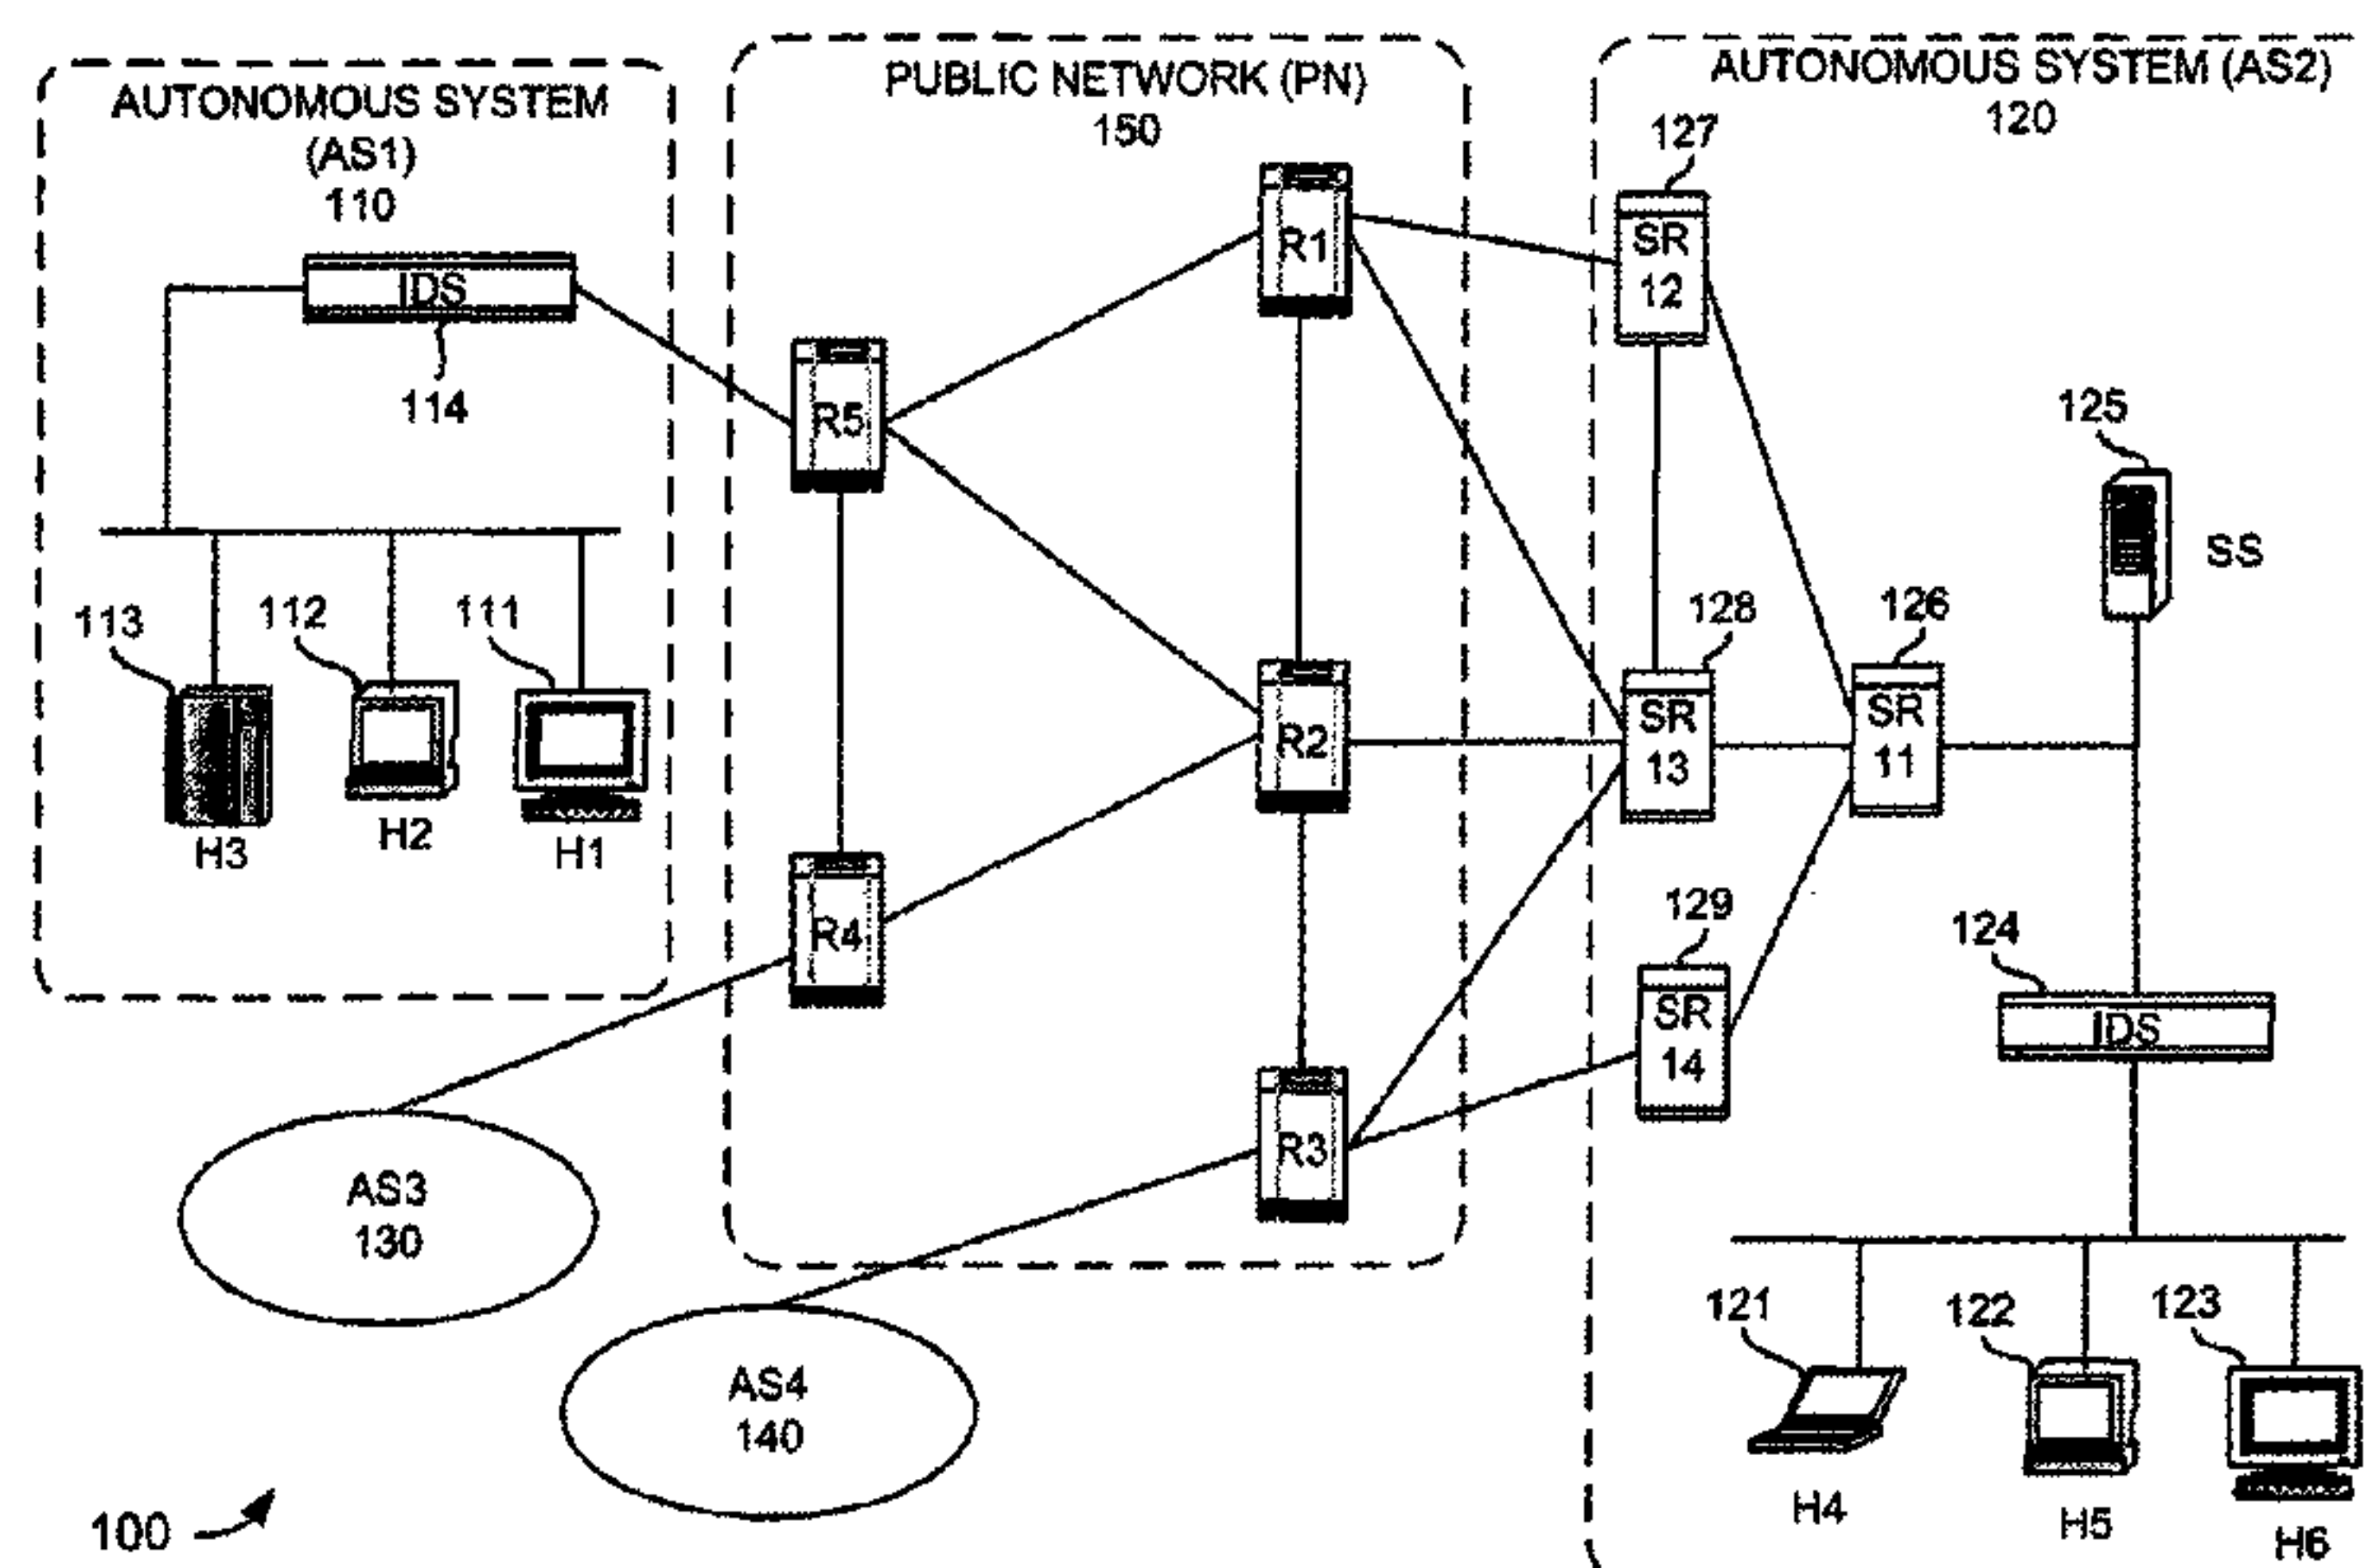 AUTONOMOUS SYSTEM
(AS1)
110
IDS
114
113
112
111
H3
H2
H1
PUBLIC NETWORK (PN)
150
R1
R5
R2
R4
R3
AUTONOMOUS SYSTEM (AS2)
120
127
SR
12
125
SS
128
SR
13
126
SR
11
129
SR
14
124
IDS
121
122
123
H4
H5
H6
AS3
130
AS4
140
100